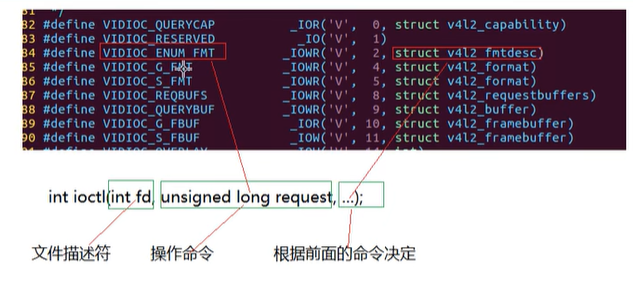 82 #define VIDIOC_QUERYCAP _IOR('V', 0, struct v4l2_capability)
83 #define VIDIOC_RESERVED _IO('V', 1)
84 #define VIDIOC_ENUM_FMT _IOWR('V', 2, struct v4l2_fmtdesc)
85 #define VIDIOC_G_FMT _IOWR('V', 4, struct v4l2_format)
86 #define VIDIOC_S_FMT _IOWR('V', 5, struct v4l2_format)
87 #define VIDIOC_REQBUFS _IOWR('V', 8, struct v4l2_requestbuffers)
88 #define VIDIOC_QUERYBUF _IOWR('V', 9, struct v4l2_buffer)
89 #define VIDIOC_G_FBUF _IOR('V', 10, struct v4l2_framebuffer)
90 #define VIDIOC_S_FBUF _IOW('V', 11, struct v4l2_framebuffer)
int ioctl(int fd, unsigned long request, ...);
文件描述符 操作命令 根据前面的命令决定